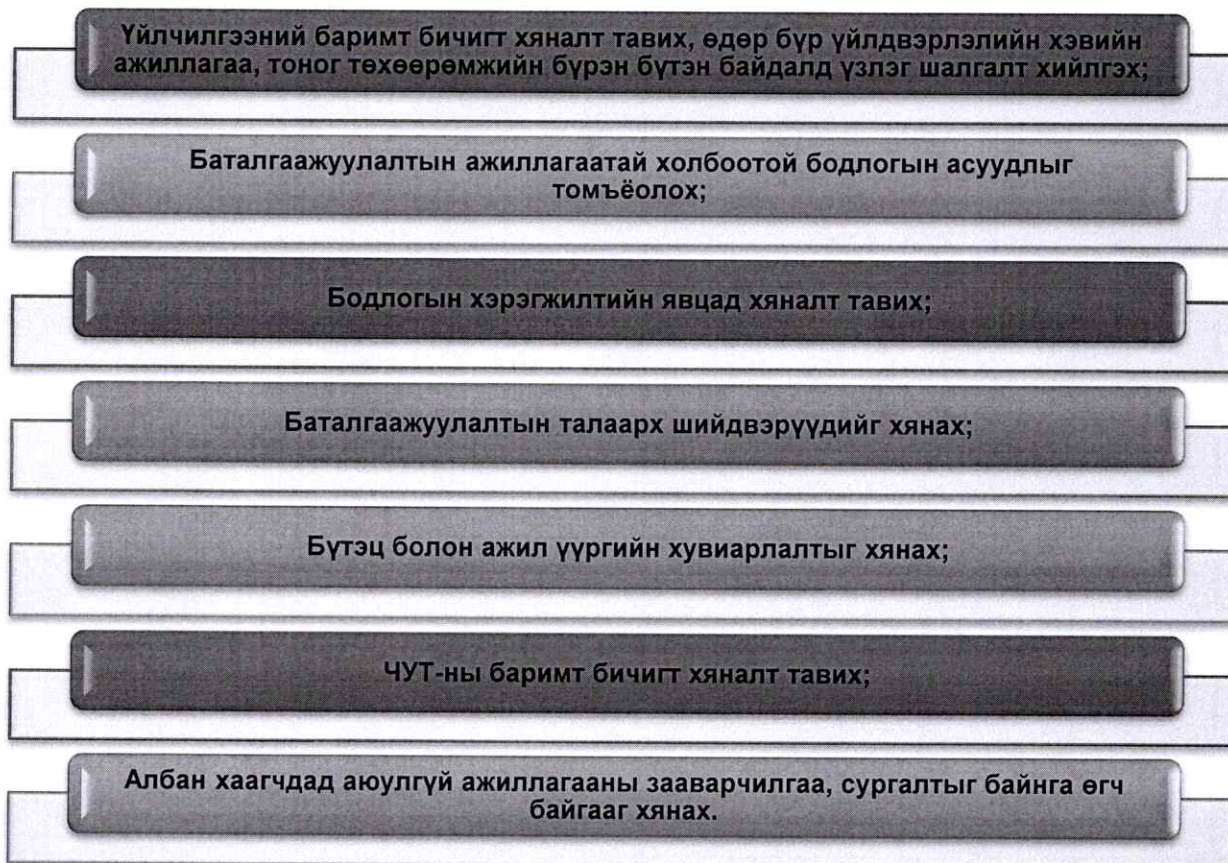 Үйлчилгээний баримт бичигт хяналт тавих, өдөр бүр үйлдвэрлэлийн хэвийн
ажиллагаа, тоног төхөөрөмжийн бүрэн бүтэн байдалд үзлэг шалгалт хийлгэх;
Баталгаажуулалтын ажиллагаатай холбоотой бодлогын асуудлыг
томъёолох;
Бодлогын хэрэгжилтийн явцад хяналт тавих;
Баталгаажуулалтын талаарх шийдвэрүүдийг хянах;
Бүтэц болон ажил үүргийн хувиарлалтыг хянах;
ЧУТ-ны баримт бичигт хяналт тавих;
Албан хаагчдад аюулгүй ажиллагааны зааварчилгаа, сургалтыг байнга өгч
байгааг хянах.